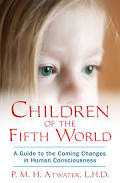 CHILDREN
OF THE
FIFTH WORLD
A Guide to the Coming Changes
in Human Consciousness
P. M. H. ATWATER, L.H.D.